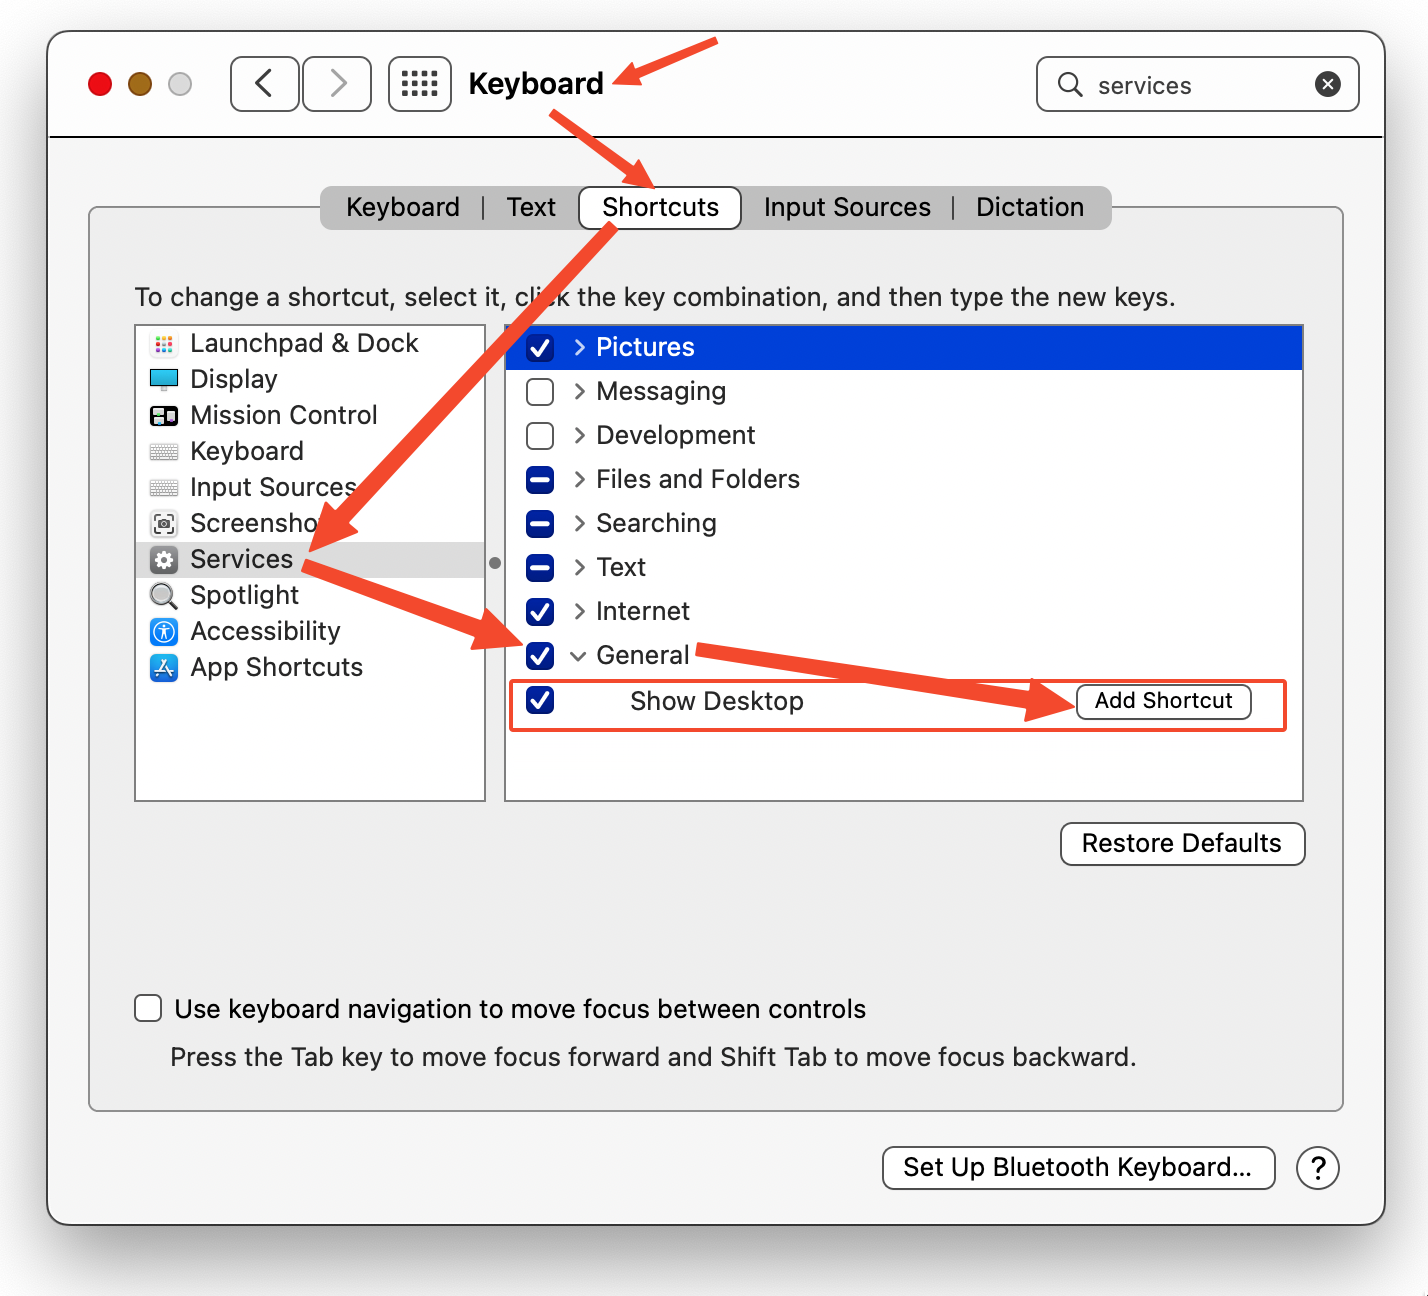 Keyboard
services
Keyboard | Text Shortcuts Input Sources | Dictation
To change a shortcut, select it, click the key combination, and then type the new keys.
Launchpad & Dock
Display
Mission Control
Keyboard
Input Sources
Screensho
Services
Spotlight
Accessibility
App Shortcuts
Pictures
Messaging
Development
Files and Folders
Searching
Text
Internet
General
Show Desktop Add Shortcut
Restore Defaults
Use keyboard navigation to move focus between controls
Press the Tab key to move focus forward and Shift Tab to move focus backward.
Set Up Bluetooth Keyboard... ?